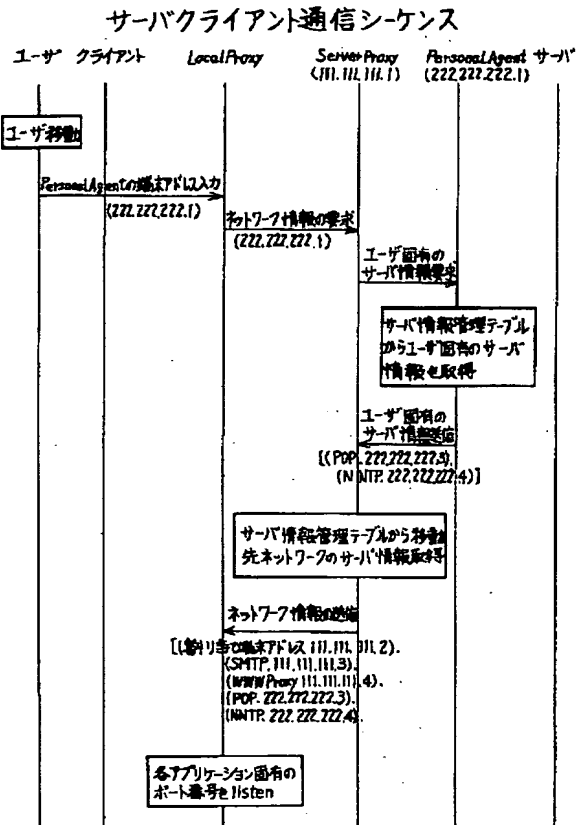 サーバクライアント通信シーケンス
ユーザ クライアント LocalProxy ServerProxy PersonalAgent サーバ
(111.111.111.1) (222.222.222.1)
ユーザ移動
PersonalAgentの端末アドレス入力
(222.222.222.1)
ネットワーク情報の要求
(222.222.222.1)
ユーザ固有の
サーバ情報要求
サーバ情報管理テーブル
からユーザ固有のサーバ
情報を取得
ユーザ固有の
サーバ情報送信
[(POP. 222.222.222.3).
(NNTP. 222.222.222.4)]
サーバ情報管理テーブルから移動
先ネットワークのサーバ情報取得
ネットワーク情報の送信
[(割り当て端末アドレス 111.111.111.2).
(SMTP. 111.111.111.3).
(WWWProxy 111.111.111.4).
(POP. 222.222.222.3).
(NNTP. 222.222.222.4).
各アプリケーション固有の
ポート番号をlisten